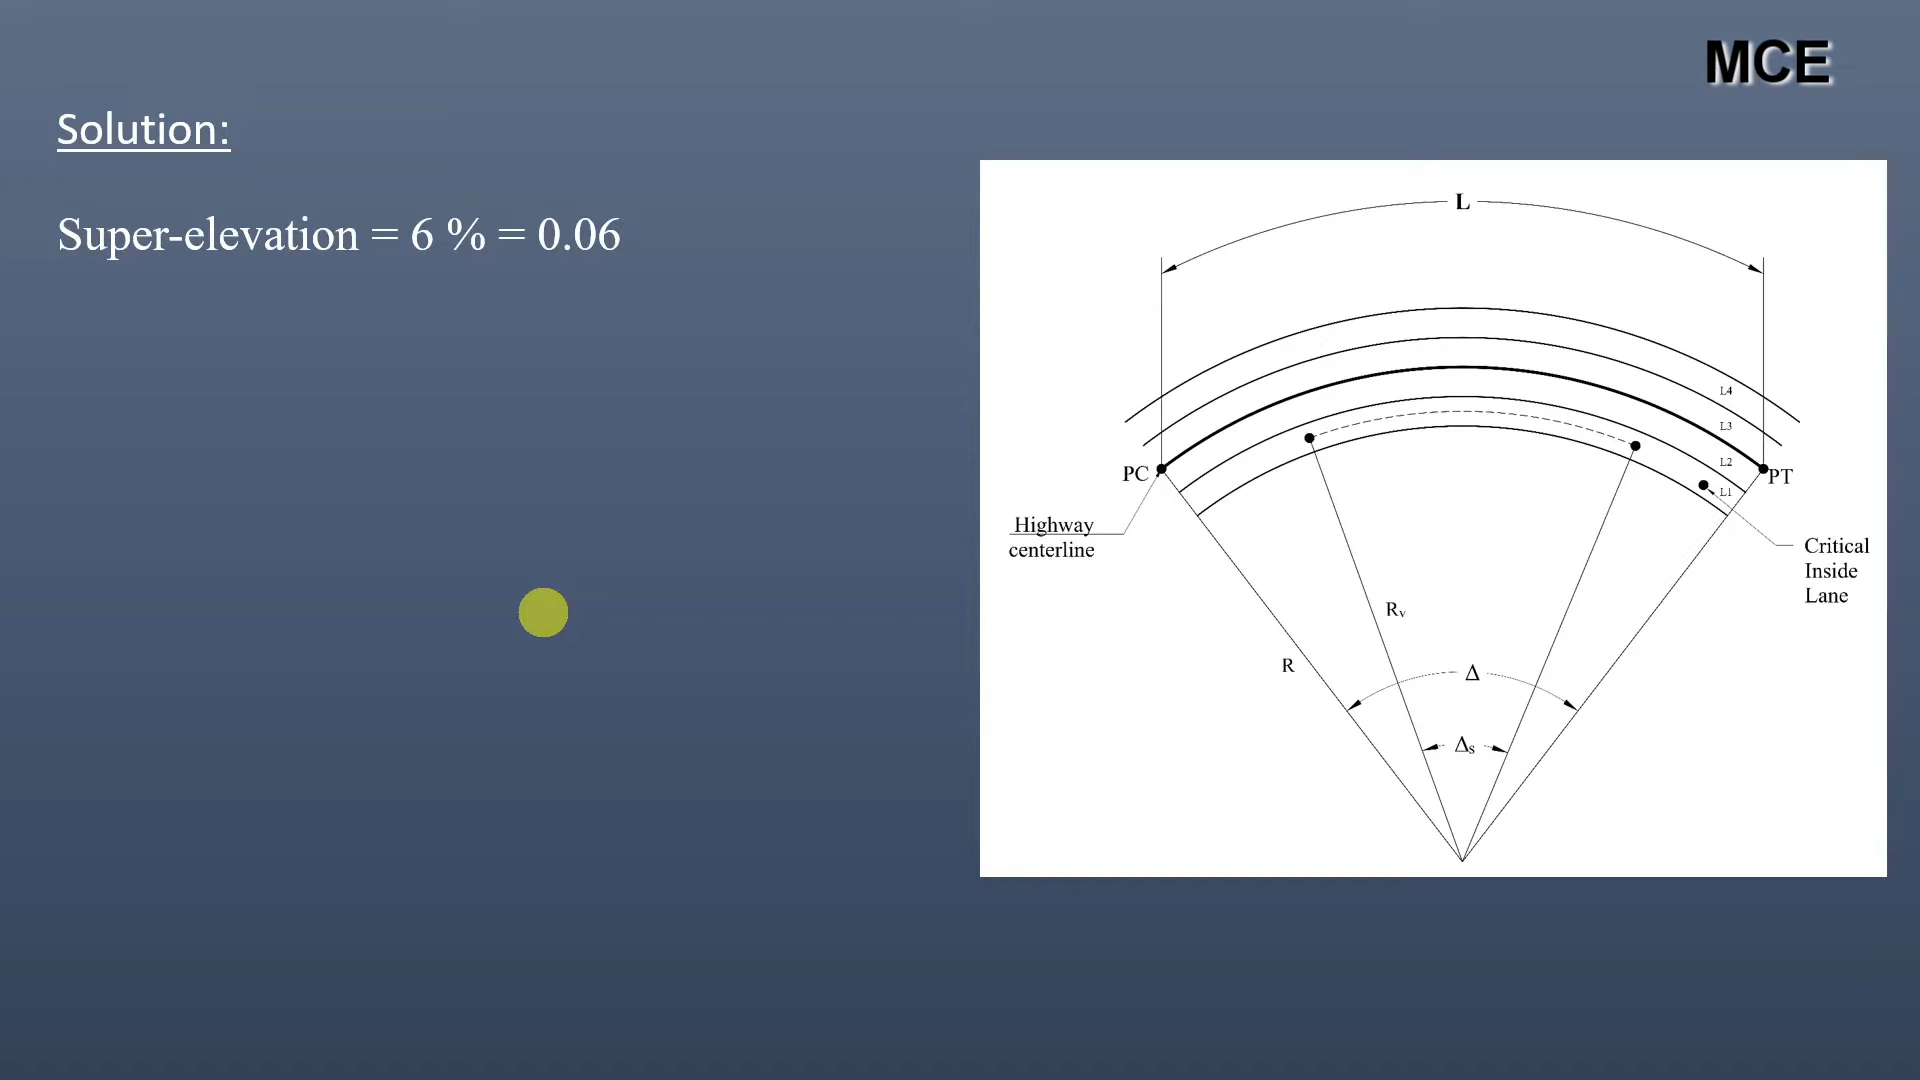 MCE
Solution:
Super-elevation = 6 % = 0.06
L
L4
L3
L2
L1
PC
PT
Highway
centerline
Critical
Inside
Lane
Rv
R
Δ
Δs